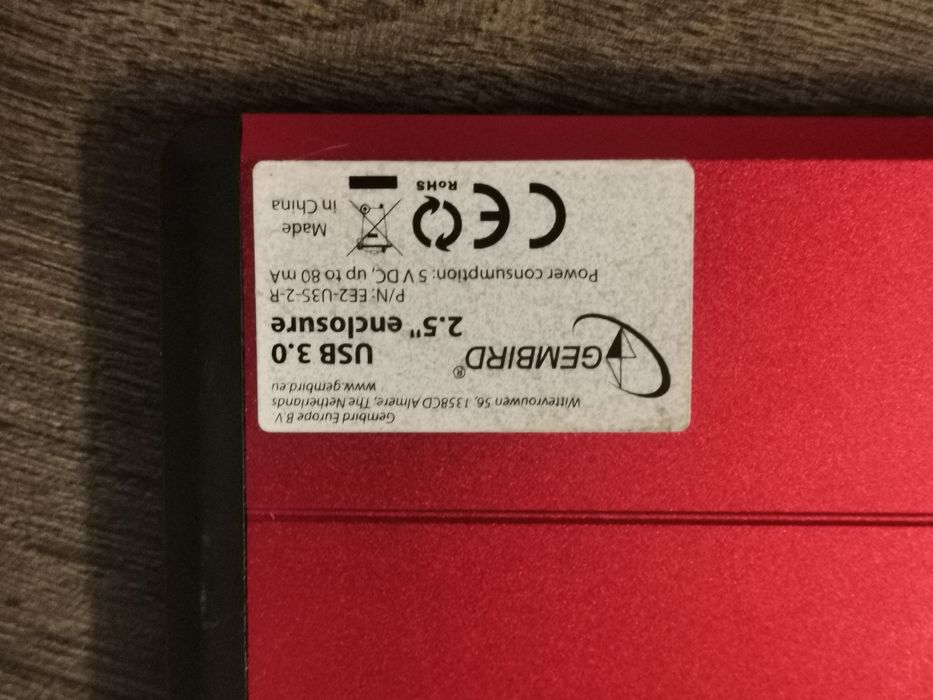 Gembird Europe B.V.
Wittevrouwen 56, 1358CD Almere, The Netherlands
www.gembird.eu
GEMBIRD®
USB 3.0
2.5" enclosure
P/N: EE2-U3S-2-R
Power consumption: 5 V DC, up to 80 mA
CE
RoHS
Made
in China